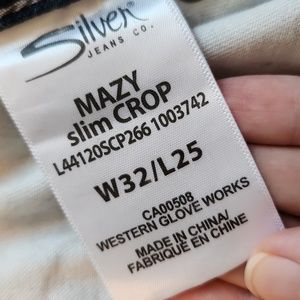 Silver
JEANS CO.
MAZY
slim CROP
L44120SCP266 1003742
W32/L25
CA00508
WESTERN GLOVE WORKS
MADE IN CHINA/
FABRIQUE EN CHINE